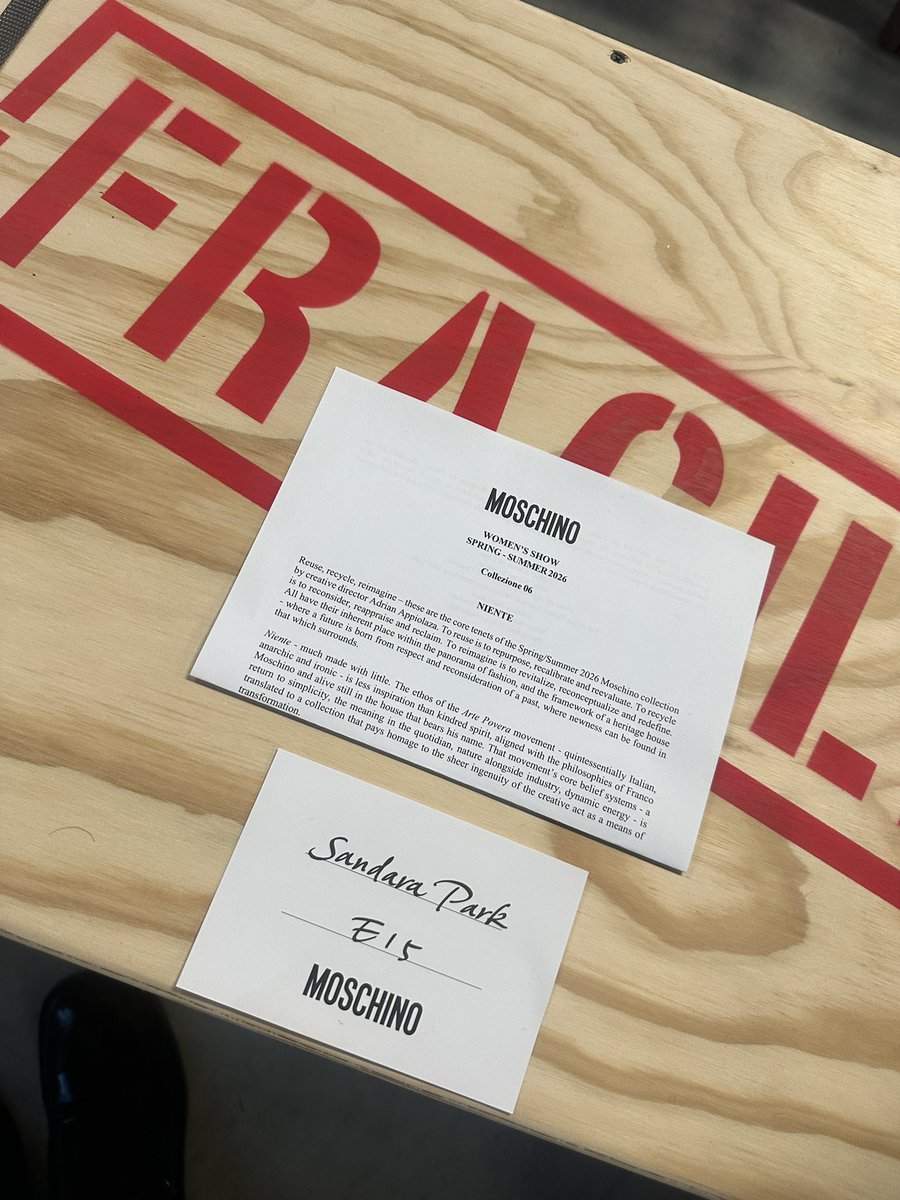 FRAGIL
MOSCHINO
WOMEN'S SHOW
SPRING - SUMMER 2026
Collezione 06
NIENTE
Reuse, recycle, reimagine – these are the core tenets of the Spring/Summer 2026 Moschino collection
by creative director Adrian Appiolaza. To reuse is to repurpose, recalibrate and reevaluate. To recycle
is to reconsider, reappraise and reclaim. To reimagine is to revitalize, reconceptualize and redefine.
All have their inherent place within the panorama of fashion, and the framework of a heritage house
- where a future is born from respect and reconsideration of a past, where newness can be found in
that which surrounds.
Niente - much made with little. The ethos of the Arte Povera movement - quintessentially Italian,
anarchic and ironic - is less inspiration than kindred spirit, aligned with the philosophies of Franco
Moschino and alive still in the house that bears his name. That movement's core belief systems - a
return to simplicity, the meaning in the quotidian, nature alongside industry, dynamic energy - is
translated to a collection that pays homage to the sheer ingenuity of the creative act as a means of
transformation.
Sandara Park
E15
MOSCHINO